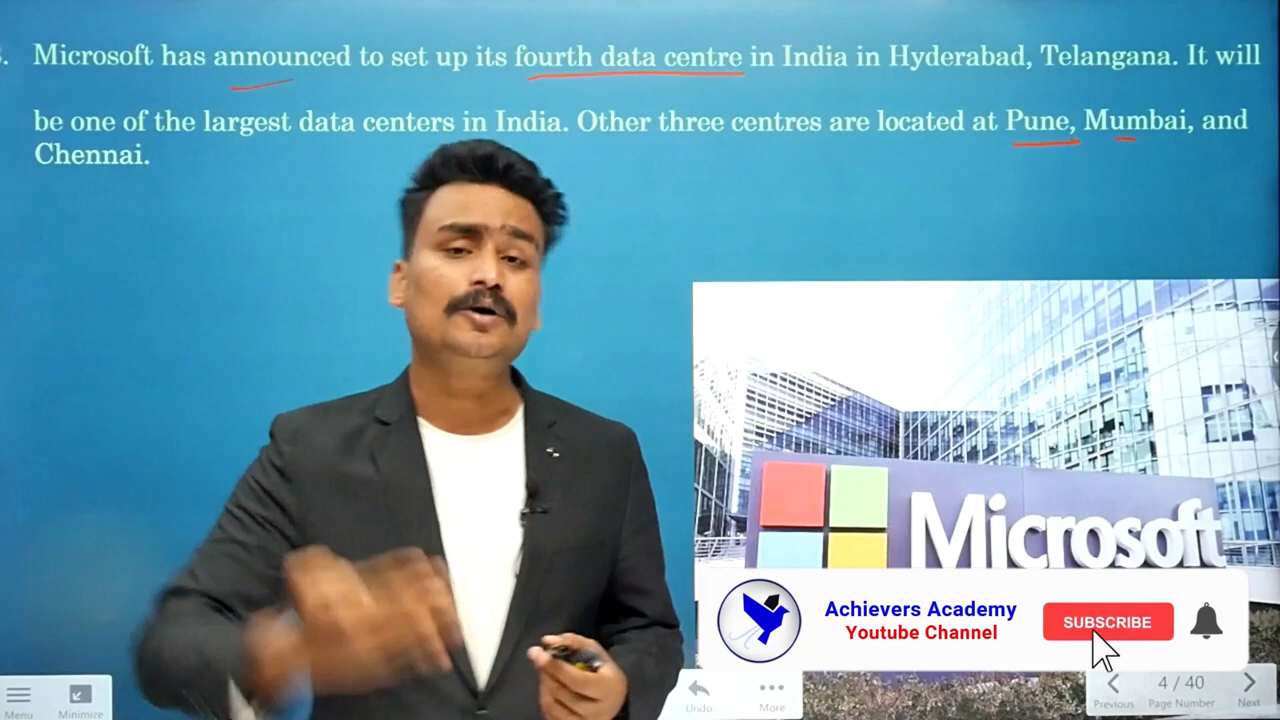 3. Microsoft has announced to set up its fourth data centre in India in Hyderabad, Telangana. It will
be one of the largest data centers in India. Other three centres are located at Pune, Mumbai, and
Chennai.
Microsoft
Achievers Academy
Youtube Channel
SUBSCRIBE
Menu
Minimize
Undo
More
4 / 40
Previous
Page Number
Next